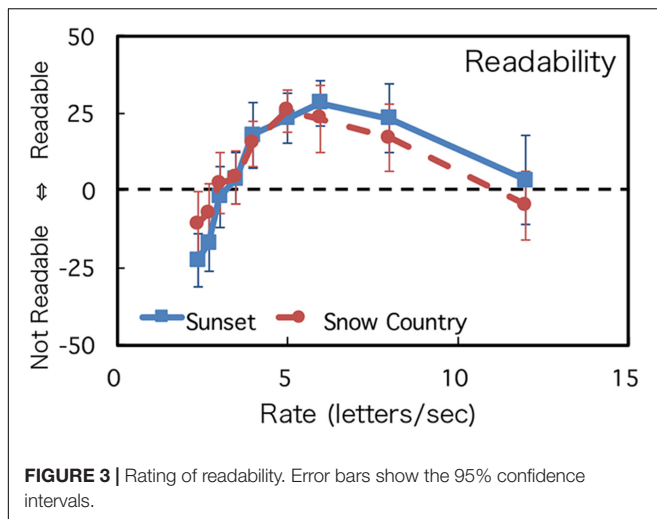 50
Readability
25
0
-25
-50
Not Readable ⇔ Readable
Sunset
Snow Country
0
5
10
15
Rate (letters/sec)
FIGURE 3 | Rating of readability. Error bars show the 95% confidence
intervals.